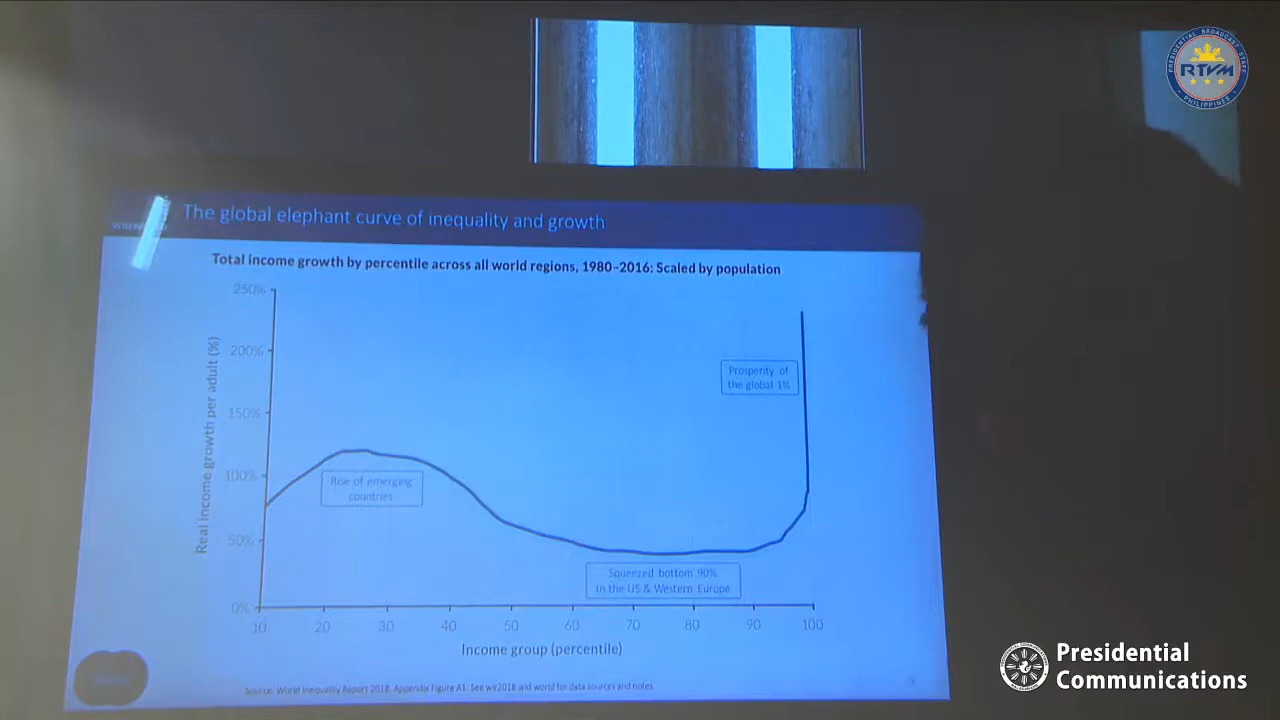 PRESIDENTIAL BROADCAST STAFF
RTVM
PHILIPPINES
The global elephant curve of inequality and growth
Total income growth by percentile across all world regions, 1980–2016: Scaled by population
Real income growth per adult (%)
250%
200%
150%
100%
50%
0%
Prosperity of
the global 1%
Rise of emerging
countries
Squeezed bottom 90%
in the US & Western Europe
10 20 30 40 50 60 70 80 90 100
Income group (percentile)
Source: World Inequality Report 2018, Appendix Figure A1. See wir2018.wid.world for data sources and notes.
Presidential
Communications